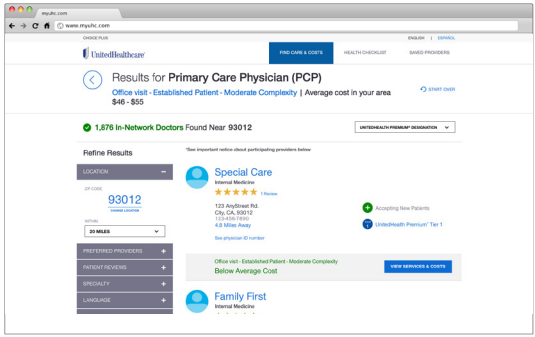 myuhc.com
www.myuhc.com
CHOICE PLUS
ENGLISH | ESPAÑOL
UnitedHealthcare
FIND CARE & COSTS
HEALTH CHECKLIST
SAVED PROVIDERS
Results for Primary Care Physician (PCP)
Office visit - Established Patient - Moderate Complexity | Average cost in your area
$46 - $55
START OVER
1,876 In-Network Doctors Found Near 93012
UNITEDHEALTH PREMIUM® DESIGNATION
Refine Results
*See important notice about participating providers below
LOCATION
ZIP CODE
93012
CHANGE LOCATION
WITHIN
20 MILES
PREFERRED PROVIDERS
PATIENT REVIEWS
SPECIALTY
LANGUAGE
Special Care
Internal Medicine
1 Review
123 AnyStreet Rd.
City, CA, 93012
123-456-7890
4.8 Miles Away
See physician ID number
Accepting New Patients
UnitedHealth Premium® Tier 1
Office visit - Established Patient - Moderate Complexity
Below Average Cost
VIEW SERVICES & COSTS
Family First
Internal Medicine